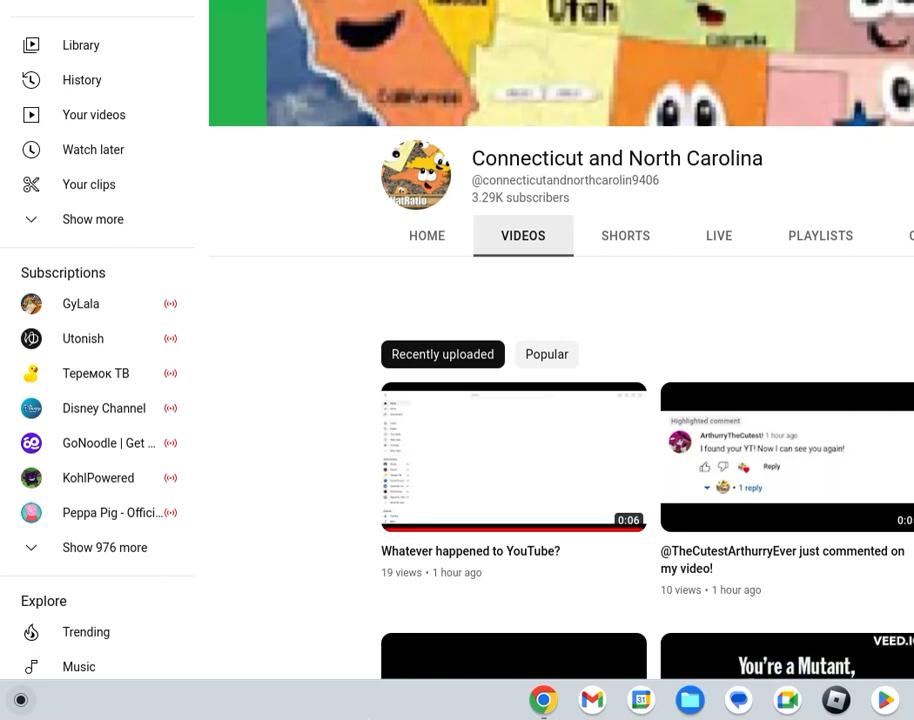 Utah
Colorado
California
Library
History
Your videos
Watch later
Your clips
Show more
Subscriptions
GyLala
Utonish
Теремок ТВ
Disney Channel
GoNoodle | Get ...
KohlPowered
Peppa Pig - Offici...
Show 976 more
Explore
Trending
Music
Connecticut and North Carolina
@connecticutandnorthcarolin9406
3.29K subscribers
HOME
VIDEOS
SHORTS
LIVE
PLAYLISTS
Recently uploaded
Popular
0:06
Whatever happened to YouTube?
19 views • 1 hour ago
Highlighted comment
ArthurryTheCutest! 1 hour ago
I found your YT! Now I can see you again!
Reply
• 1 reply
0:0
@TheCutestArthurryEver just commented on
my video!
10 views • 1 hour ago
VEED.I
You're a Mutant,
31